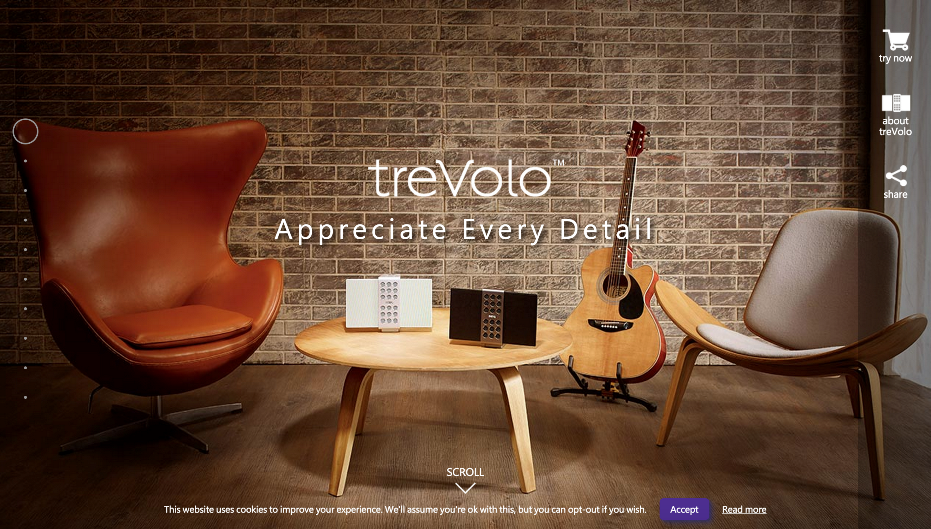 try now
about
treVolo
share
treVolo™
Appreciate Every Detail
SCROLL
This website uses cookies to improve your experience. We'll assume you're ok with this, but you can opt-out if you wish. Accept Read more